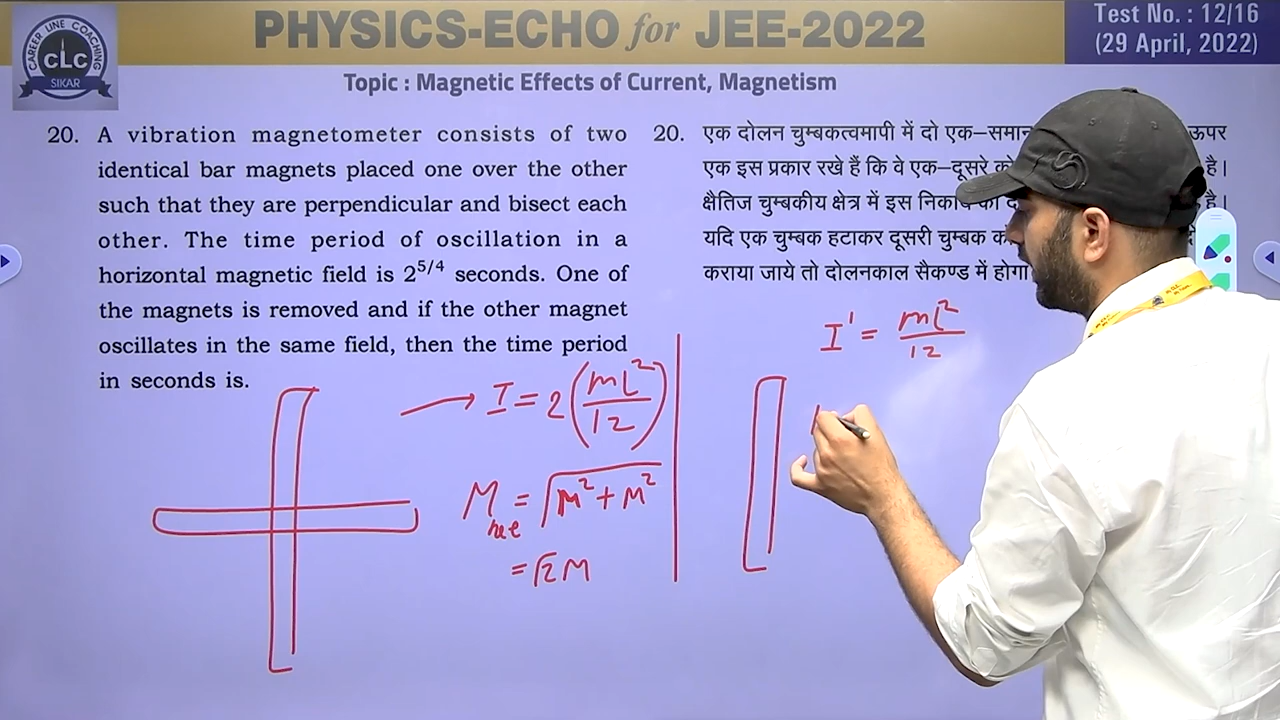 CAREER LINE COACHING
CLC
SIKAR
PHYSICS-ECHO for JEE-2022
Test No. : 12/16
(29 April, 2022)
Topic : Magnetic Effects of Current, Magnetism
20. A vibration magnetometer consists of two
identical bar magnets placed one over the other
such that they are perpendicular and bisect each
other. The time period of oscillation in a
horizontal magnetic field is 2^{5/4} seconds. One of
the magnets is removed and if the other magnet
oscillates in the same field, then the time period
in seconds is.
20. एक दोलन चुम्बकत्वमापी में दो एक–समान ऊपर
एक इस प्रकार रखे हैं कि वे एक–दूसरे है।
क्षैतिज चुम्बकीय क्षेत्र में इस है।
यदि एक चुम्बक हटाकर दूसरी चुम्बक
कराया जाये तो दोलनकाल सैकण्ड में होगा
I = 2(mL²/12)
M = √M² + M²
= √2M
I' = mL²/12